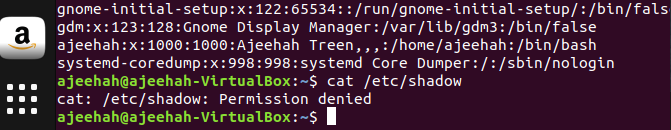 gnome-initial-setup:x:122:65534::/run/gnome-initial-setup/:/bin/fals
gdm:x:123:128:Gnome Display Manager:/var/lib/gdm3:/bin/false
ajeehah:x:1000:1000:Ajeehah Treen,,,:/home/ajeehah:/bin/bash
systemd-coredump:x:998:998:systemd Core Dumper:/:/sbin/nologin
ajeehah@ajeehah-VirtualBox:~$ cat /etc/shadow
cat: /etc/shadow: Permission denied
ajeehah@ajeehah-VirtualBox:~$